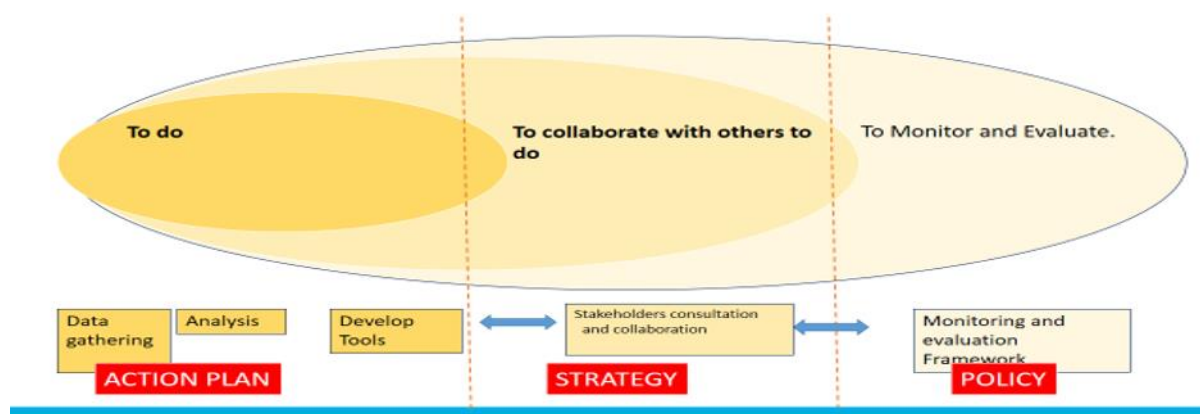 To do
To collaborate with others to
do
To Monitor and Evaluate.
Data
gathering
Analysis
Develop
Tools
Stakeholders consultation
and collaboration
Monitoring and
evaluation
Framework
ACTION PLAN
STRATEGY
POLICY